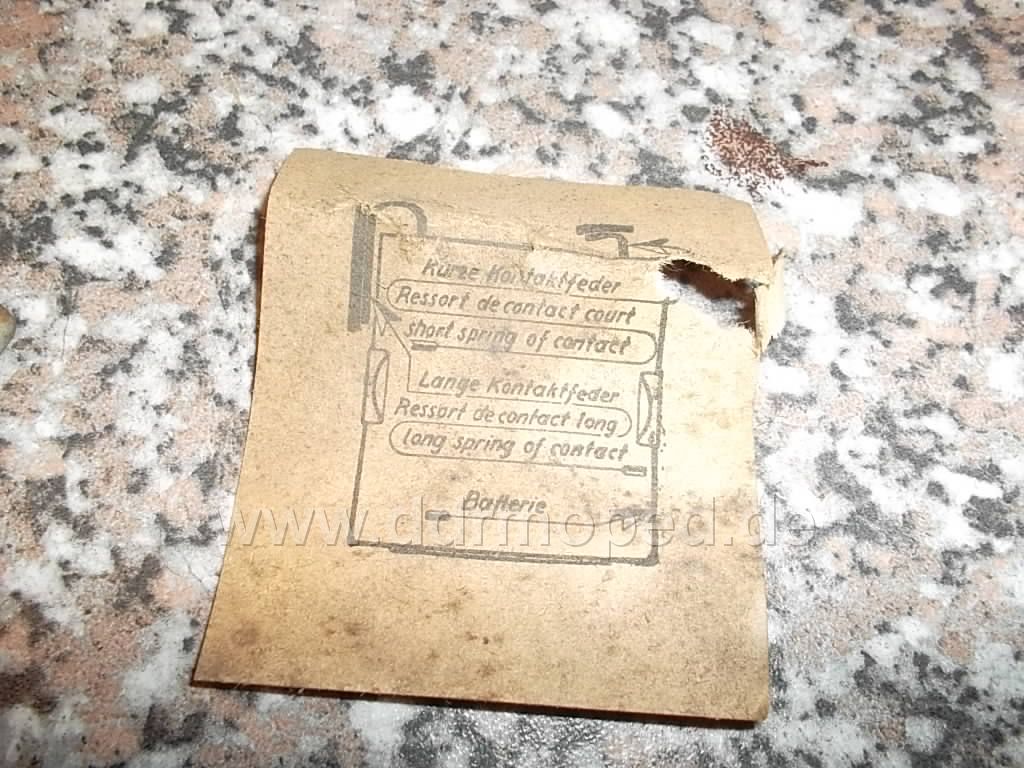 Kurze Kontaktfeder
Ressort de contact court
short spring of contact
Lange Kontaktfeder
Ressort de contact long
long spring of contact
Batterie
www.ddrmoped.de